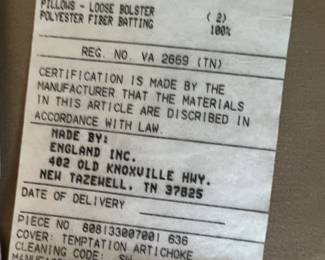 PILLOWS - LOOSE BOLSTER (2)
POLYESTER FIBER BATTING 100%
REG. NO. VA 2669 (TN)
CERTIFICATION IS MADE BY THE
MANUFACTURER THAT THE MATERIALS
IN THIS ARTICLE ARE DISCRIBED IN
ACCORDANCE WITH LAW.
MADE BY:
ENGLAND INC.
402 OLD KNOXVILLE HWY.
NEW TAZEWELL, TN 37825
DATE OF DELIVERY
PIECE NO. 808133007001 636
COVER: TEMPTATION ARTICHOKE
CLEANING CODE: